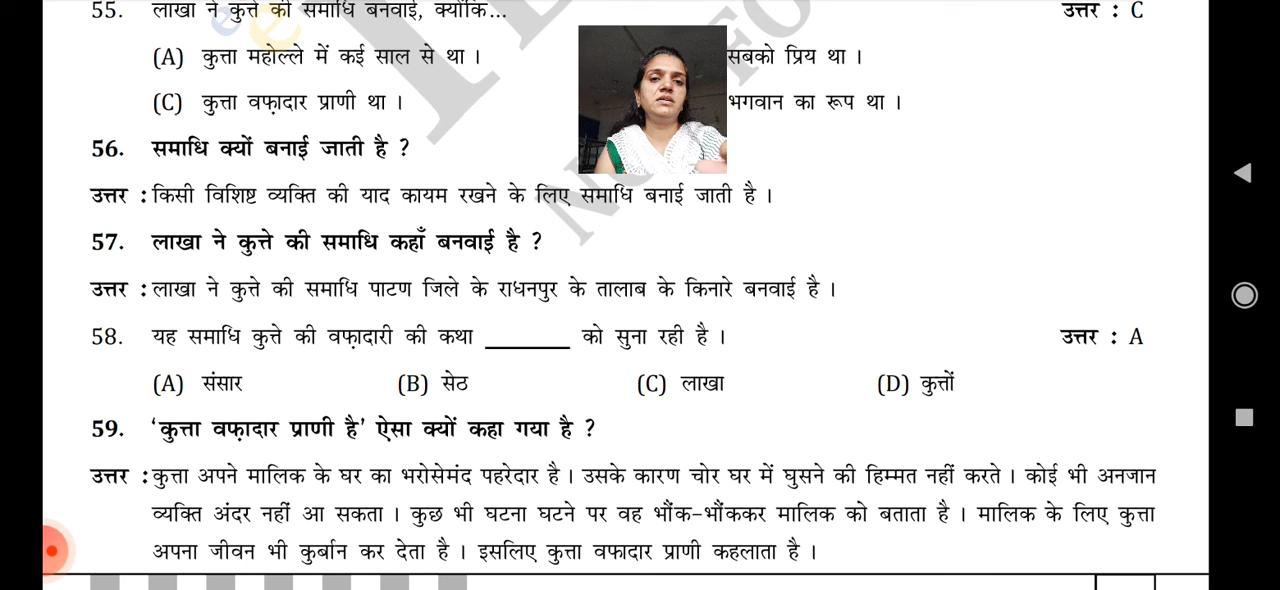 55. लाखा ने कुत्ते की समाधि बनवाई, क्योंकि... उत्तर : C
(A) कुत्ता महोल्ले में कई साल से था । सबको प्रिय था ।
(C) कुत्ता वफ़ादार प्राणी था । भगवान का रूप था ।
56. समाधि क्यों बनाई जाती है ?
उत्तर : किसी विशिष्ट व्यक्ति की याद कायम रखने के लिए समाधि बनाई जाती है ।
57. लाखा ने कुत्ते की समाधि कहाँ बनवाई है ?
उत्तर : लाखा ने कुत्ते की समाधि पाटण जिले के राधनपुर के तालाब के किनारे बनवाई है ।
58. यह समाधि कुत्ते की वफ़ादारी की कथा ________ को सुना रही है । उत्तर : A
(A) संसार (B) सेठ (C) लाखा (D) कुत्तों
59. ‘कुत्ता वफ़ादार प्राणी है’ ऐसा क्यों कहा गया है ?
उत्तर : कुत्ता अपने मालिक के घर का भरोसेमंद पहरेदार है । उसके कारण चोर घर में घुसने की हिम्मत नहीं करते । कोई भी अनजान
व्यक्ति अंदर नहीं आ सकता । कुछ भी घटना घटने पर वह भौंक-भौंककर मालिक को बताता है । मालिक के लिए कुत्ता
अपना जीवन भी कुर्बान कर देता है । इसलिए कुत्ता वफादार प्राणी कहलाता है ।